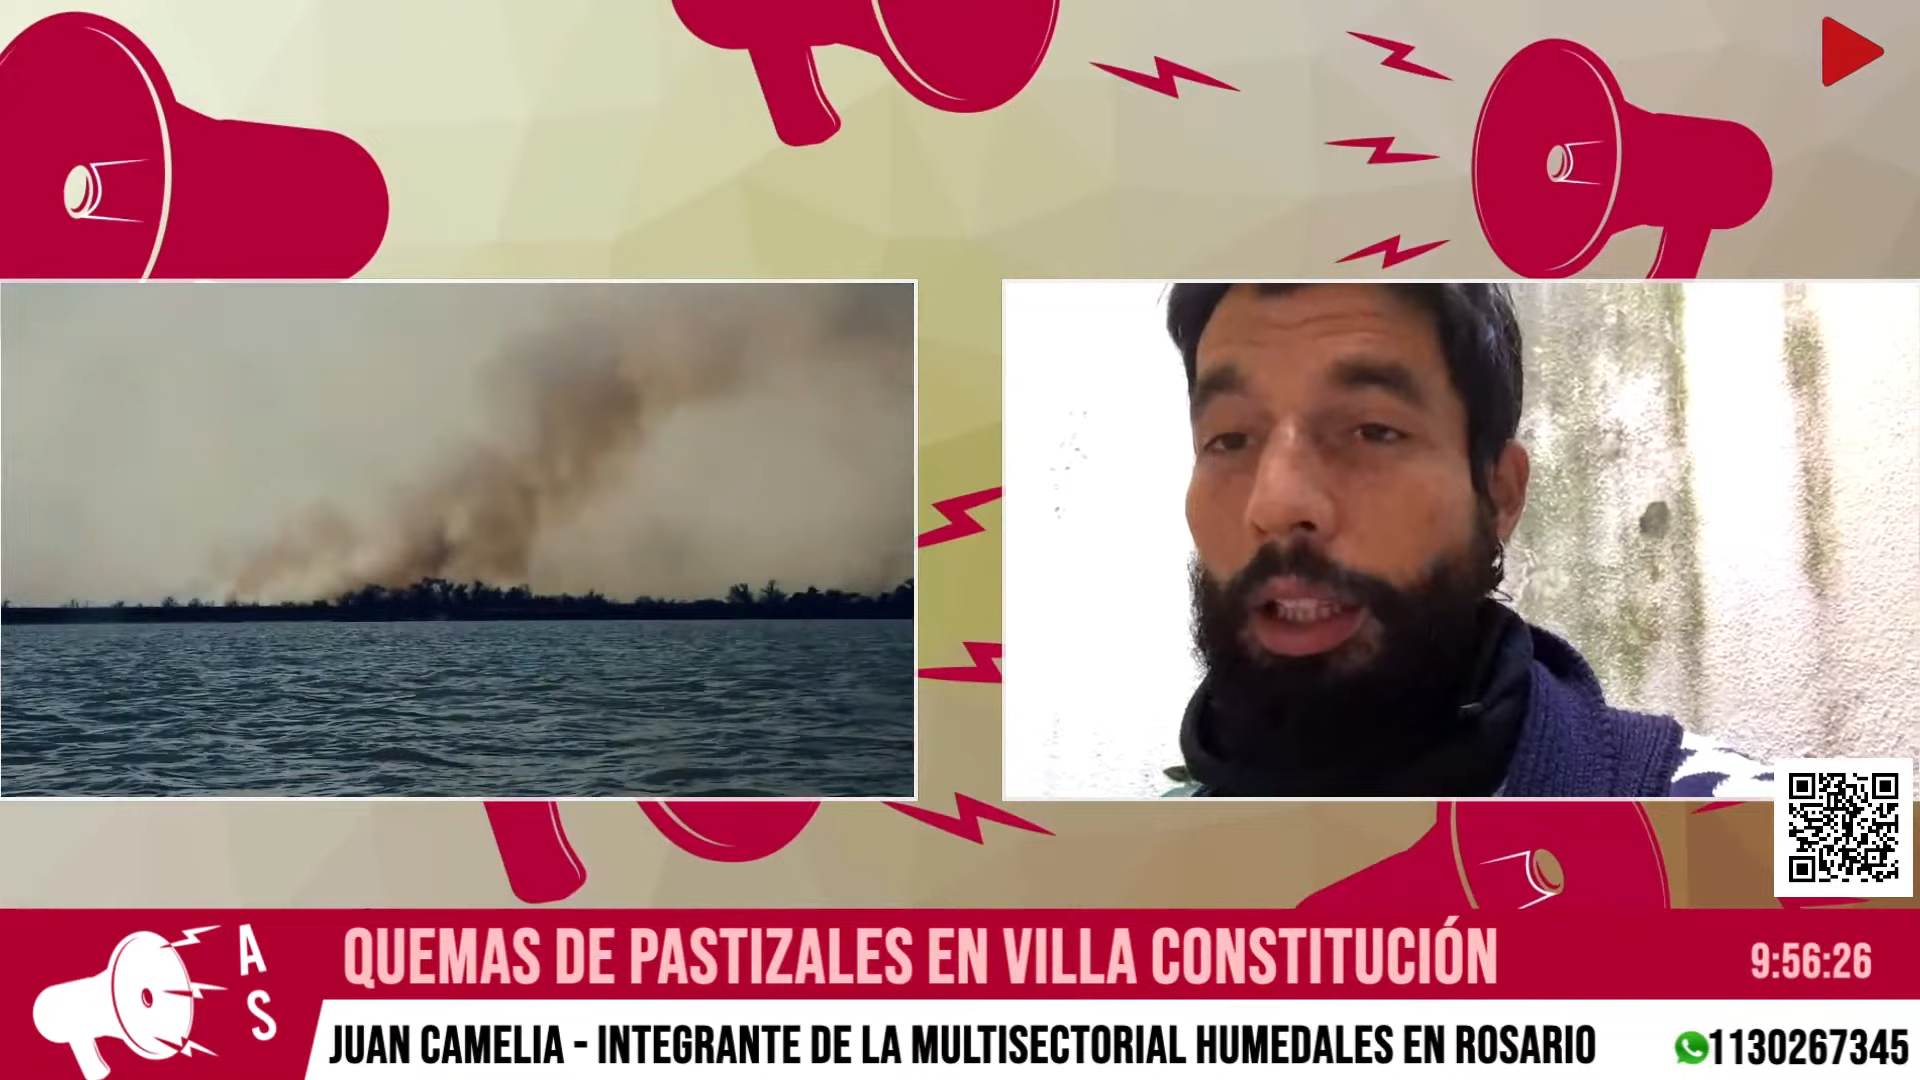 A
S
QUEMAS DE PASTIZALES EN VILLA CONSTITUCIÓN
9:56:26
JUAN CAMELIA - INTEGRANTE DE LA MULTISECTORIAL HUMEDALES EN ROSARIO
1130267345